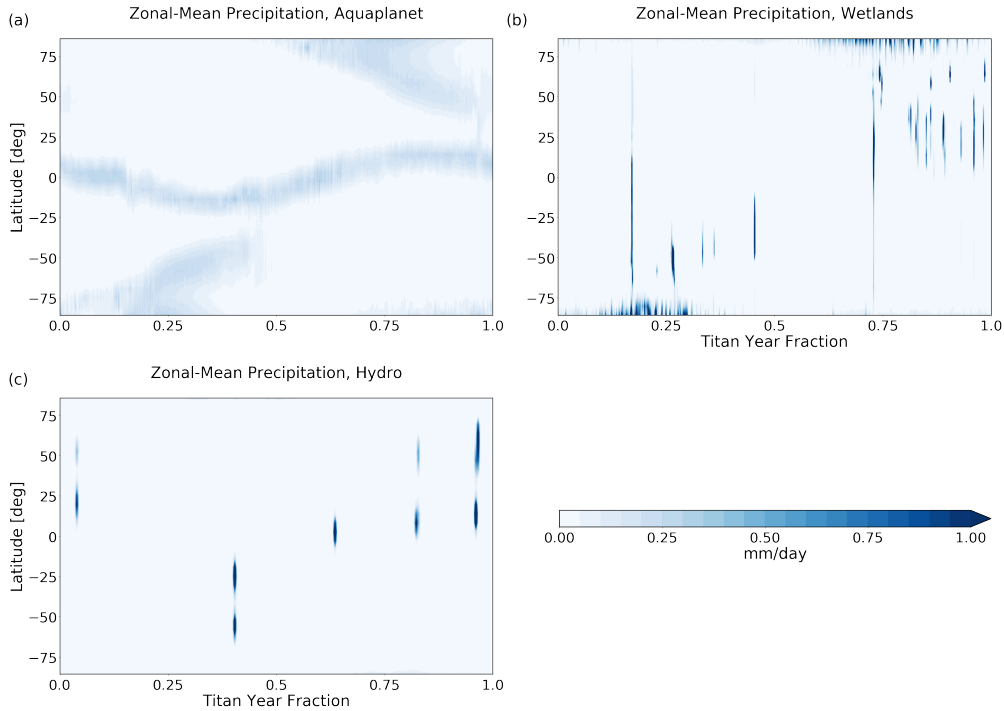 (a)
Zonal-Mean Precipitation, Aquaplanet
Latitude [deg]
75
50
25
0
−25
−50
−75
0.0 0.25 0.5 0.75 1.0
(b)
Zonal-Mean Precipitation, Wetlands
75
50
25
0
−25
−50
−75
0.0 0.25 0.5 0.75 1.0
Titan Year Fraction
(c)
Zonal-Mean Precipitation, Hydro
Latitude [deg]
75
50
25
0
−25
−50
−75
0.0 0.25 0.5 0.75 1.0
Titan Year Fraction
0.00 0.25 0.50 0.75 1.00
mm/day